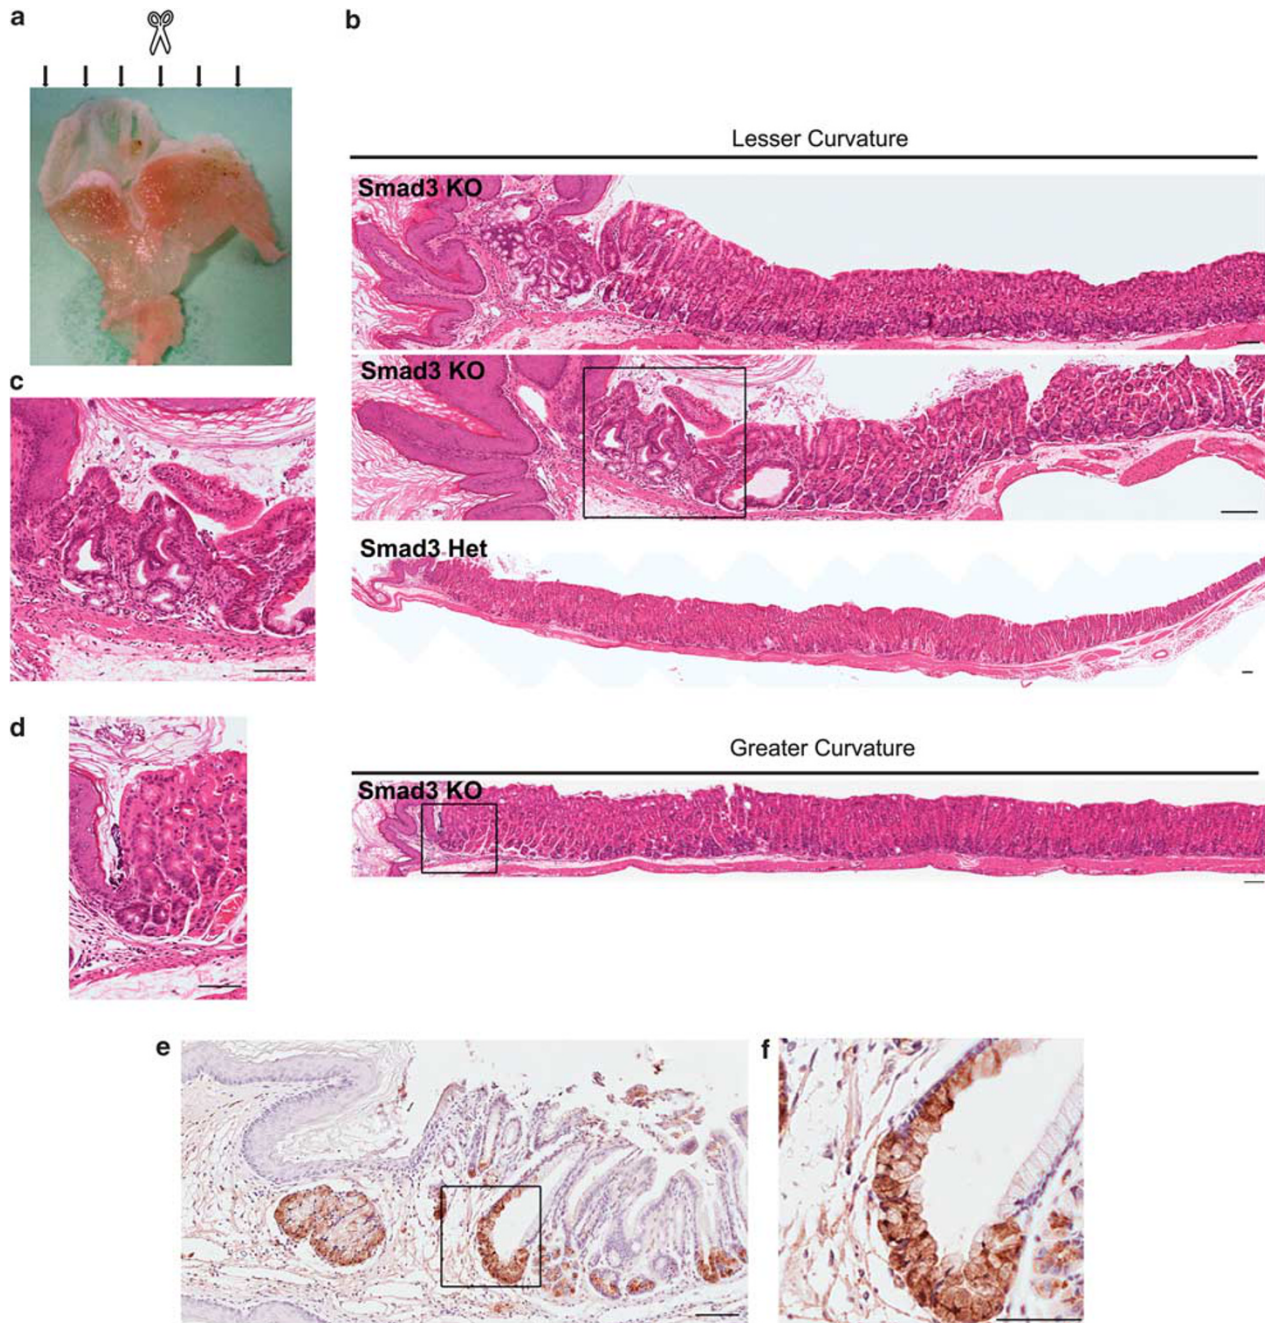 a
b
Lesser Curvature
Smad3 KO
Smad3 KO
c
Smad3 Het
d
Greater Curvature
Smad3 KO
e
f